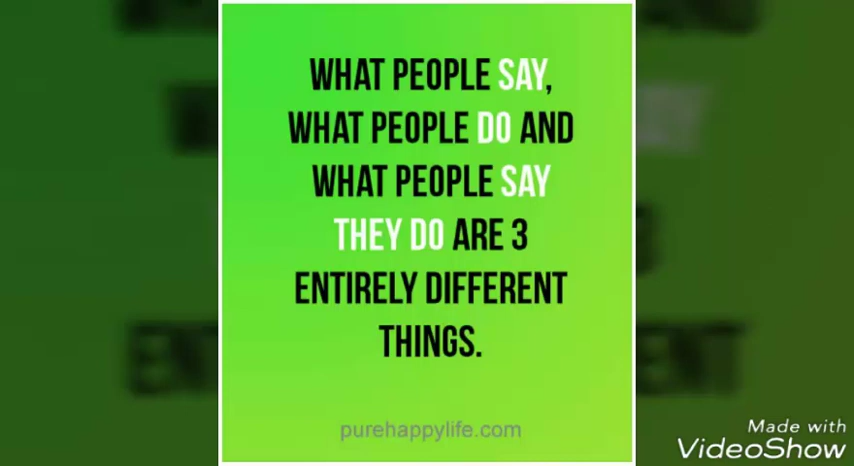 WHAT PEOPLE SAY,
WHAT PEOPLE DO AND
WHAT PEOPLE SAY
THEY DO ARE 3
ENTIRELY DIFFERENT
THINGS.
purehappylife.com
Made with
VideoShow